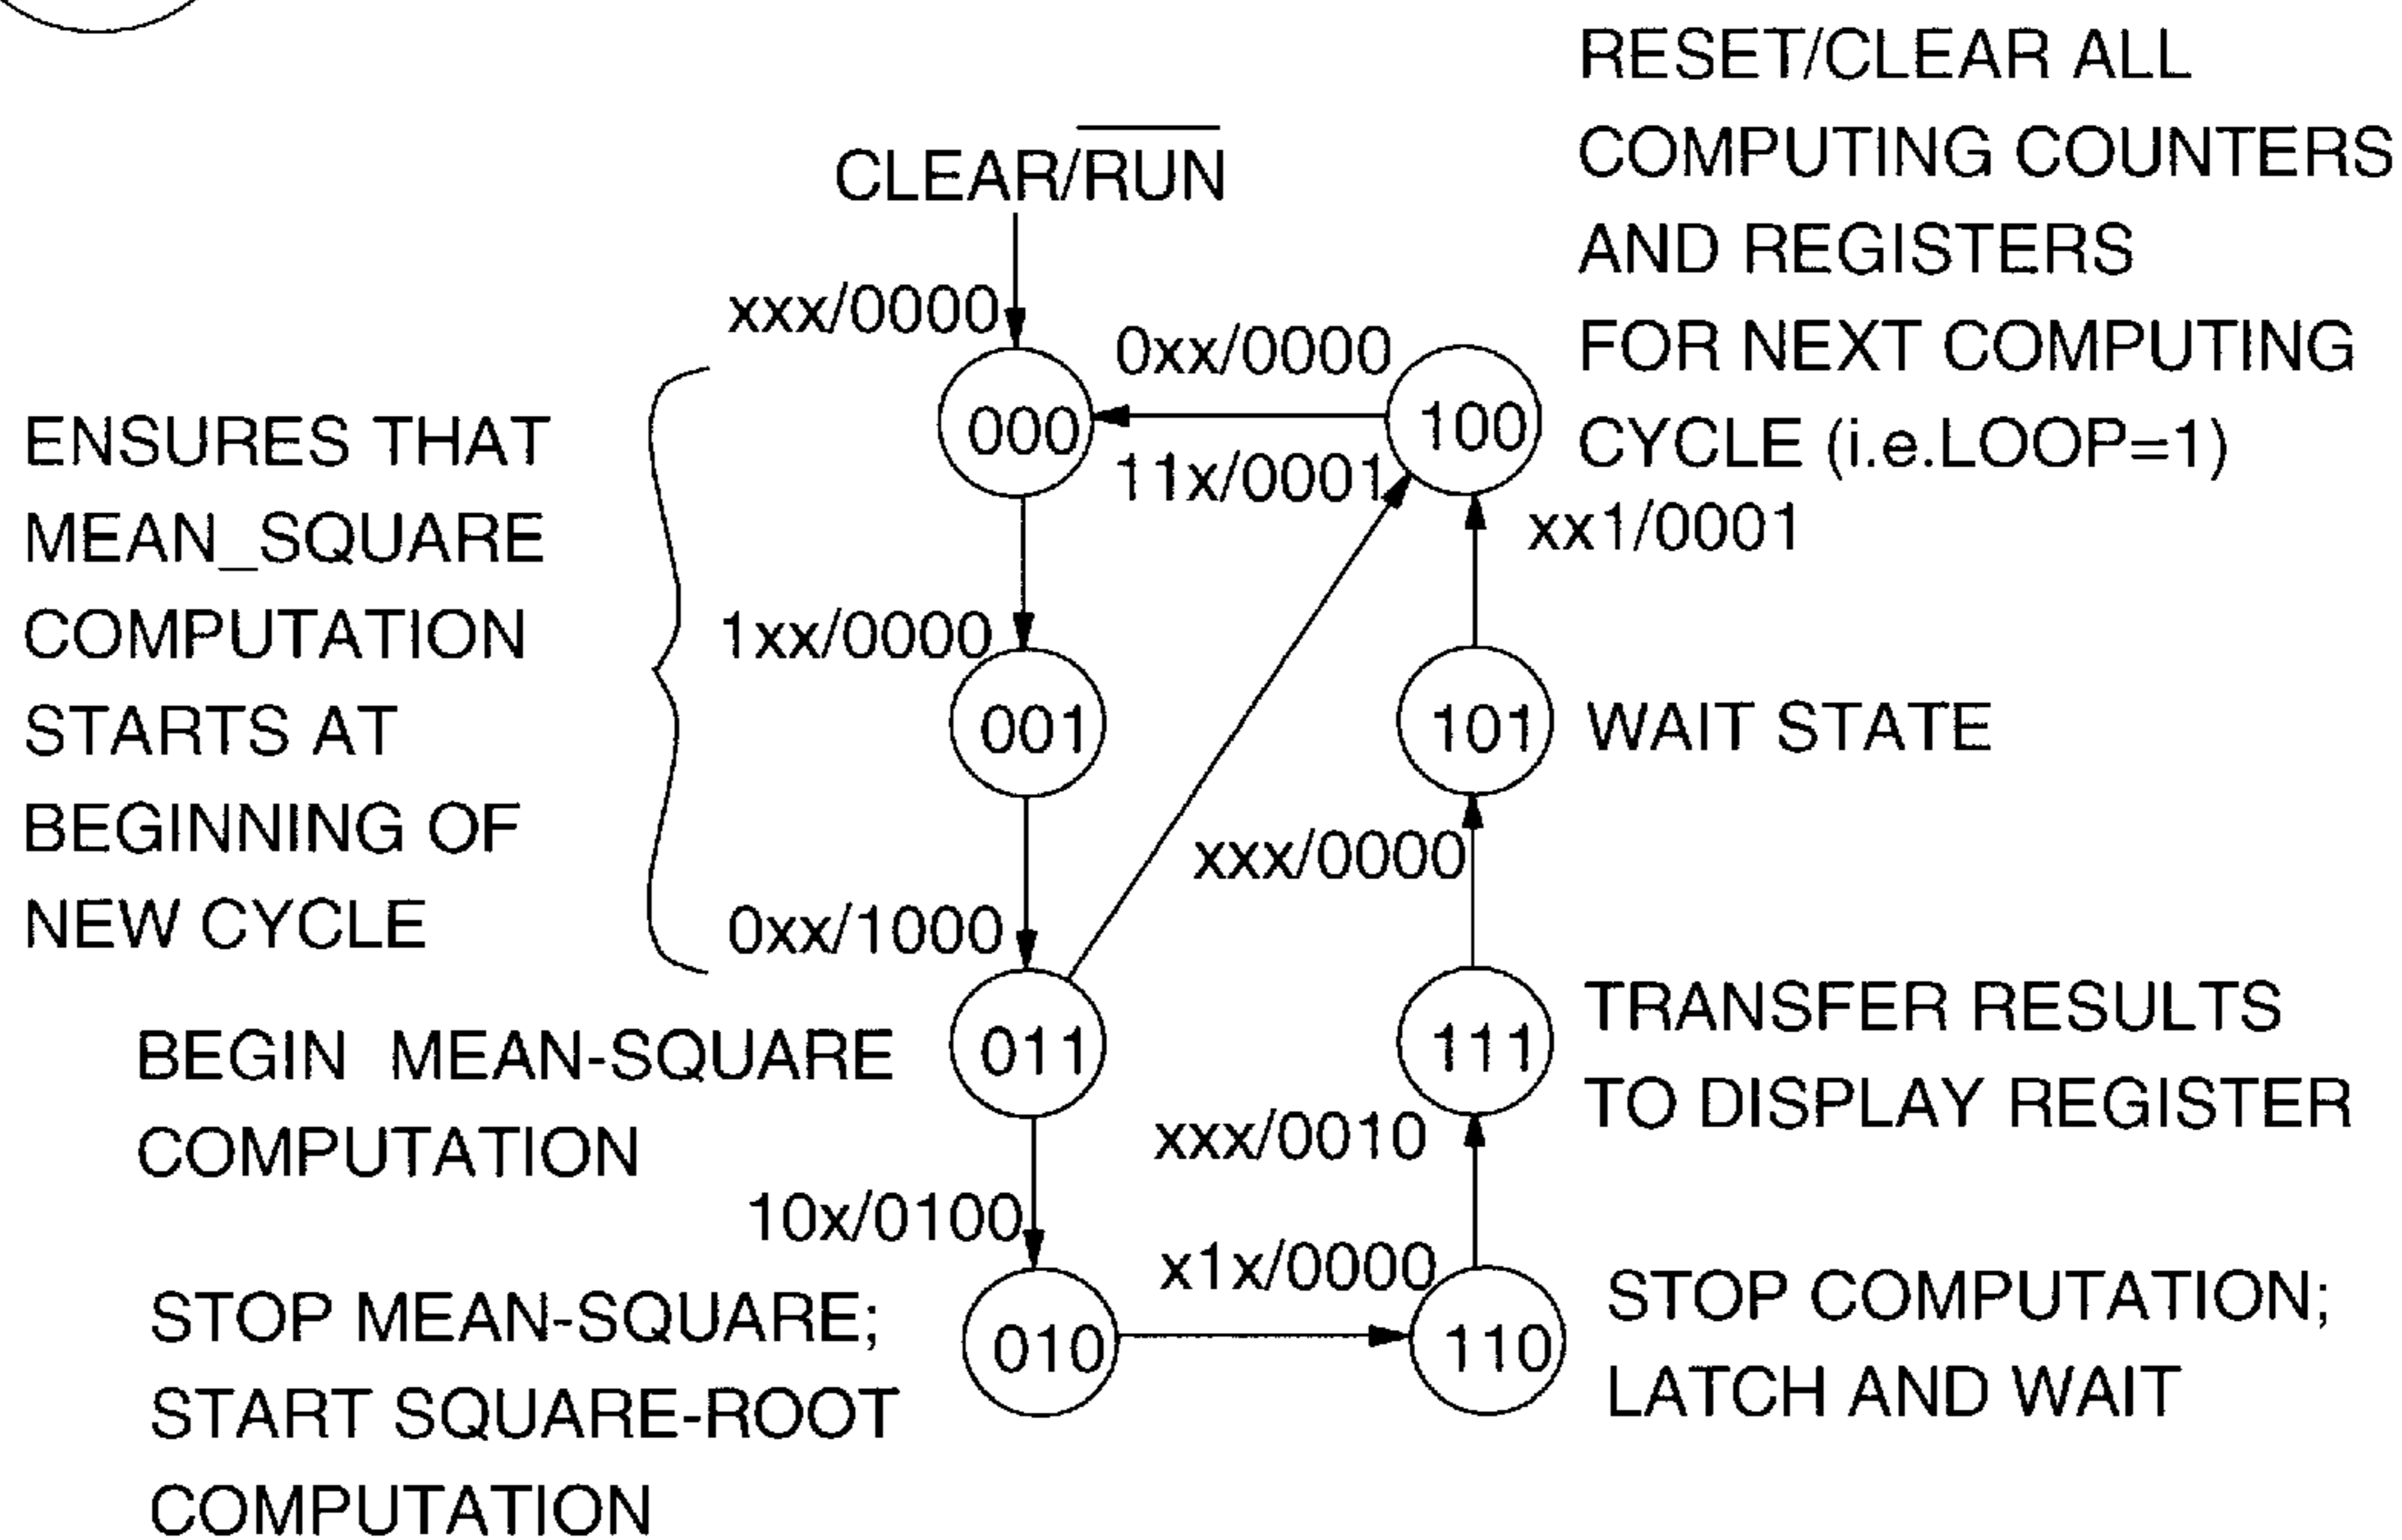 RESET/CLEAR ALL
COMPUTING COUNTERS
AND REGISTERS
FOR NEXT COMPUTING
CYCLE (i.e.LOOP=1)
CLEAR/RUN
xxx/0000
0xx/0000
000
100
11x/0001
xx1/0001
ENSURES THAT
MEAN_SQUARE
COMPUTATION
STARTS AT
BEGINNING OF
NEW CYCLE
1xx/0000
001
101
WAIT STATE
xxx/0000
0xx/1000
011
111
BEGIN MEAN-SQUARE
COMPUTATION
TRANSFER RESULTS
TO DISPLAY REGISTER
xxx/0010
10x/0100
x1x/0000
010
110
STOP MEAN-SQUARE;
START SQUARE-ROOT
COMPUTATION
STOP COMPUTATION;
LATCH AND WAIT